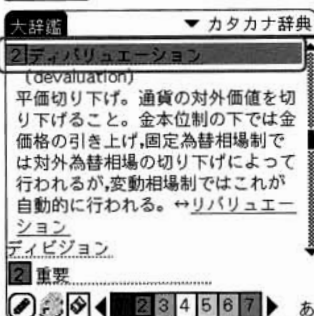 大辞鑑 ▼ カタカナ辞典
2 ディバリュエーション
(devaluation)
平価切り下げ。通貨の対外価値を切
り下げること。金本位制の下では金
価格の引き上げ,固定為替相場制で
は対外為替相場の切り下げによって
行われるが,変動相場制ではこれが
自動的に行われる。↔リバリュエー
ション
ディビジョン
2 重要
2 3 4 5 6 7 あ